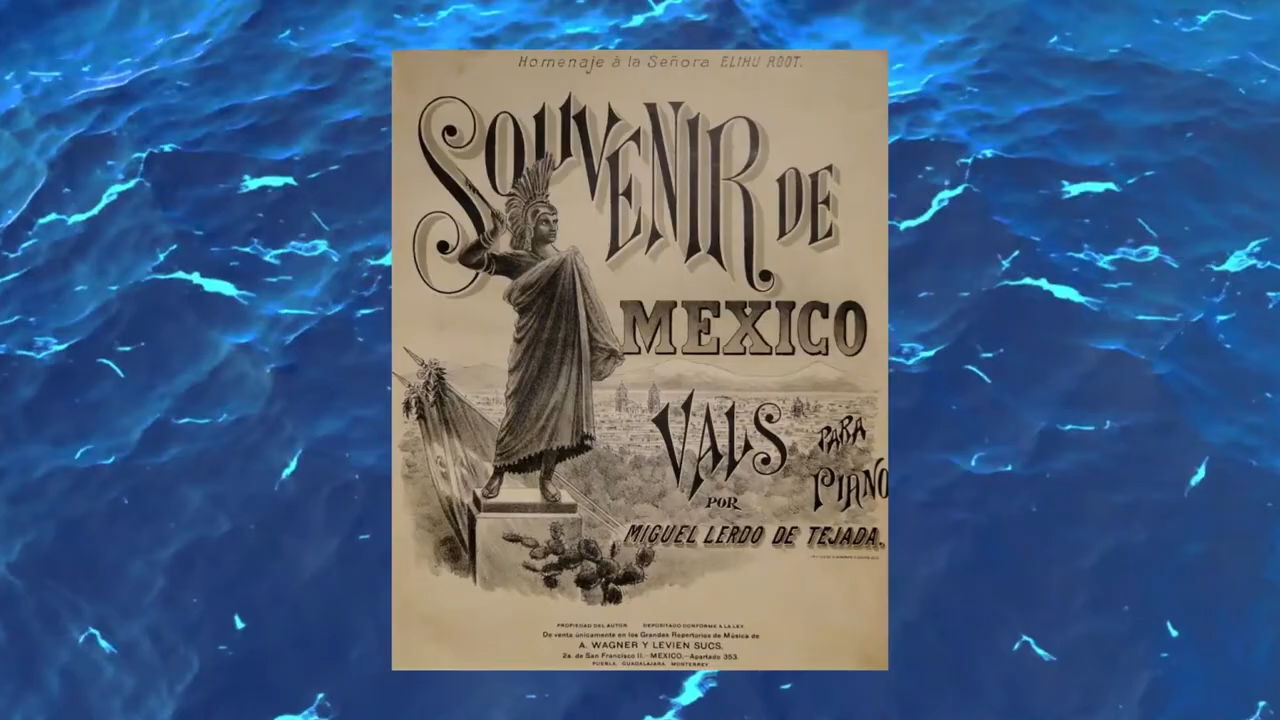 Homenaje à la Señora ELIHU ROOT.
SOUVENIR DE
MEXICO
VALS PARA PIANO
POR
MIGUEL LERDO DE TEJADA.
PROPIEDAD DEL AUTOR DEPOSITADO CONFORME A LA LEY.
De venta únicamente en los Grandes Repertorios de Música de
A. WAGNER Y LEVIEN SUCS.
2a. de San Francisco 11.—MEXICO.—Apartado 353.
PUEBLA, GUADALAJARA MONTERREY